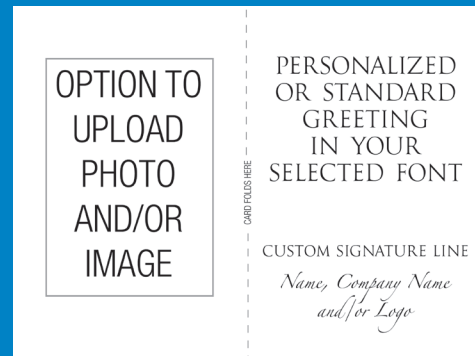 OPTION TO
UPLOAD
PHOTO
AND/OR
IMAGE
CARD FOLDS HERE
PERSONALIZED
OR STANDARD
GREETING
IN YOUR
SELECTED FONT
CUSTOM SIGNATURE LINE
Name, Company Name
and/or Logo